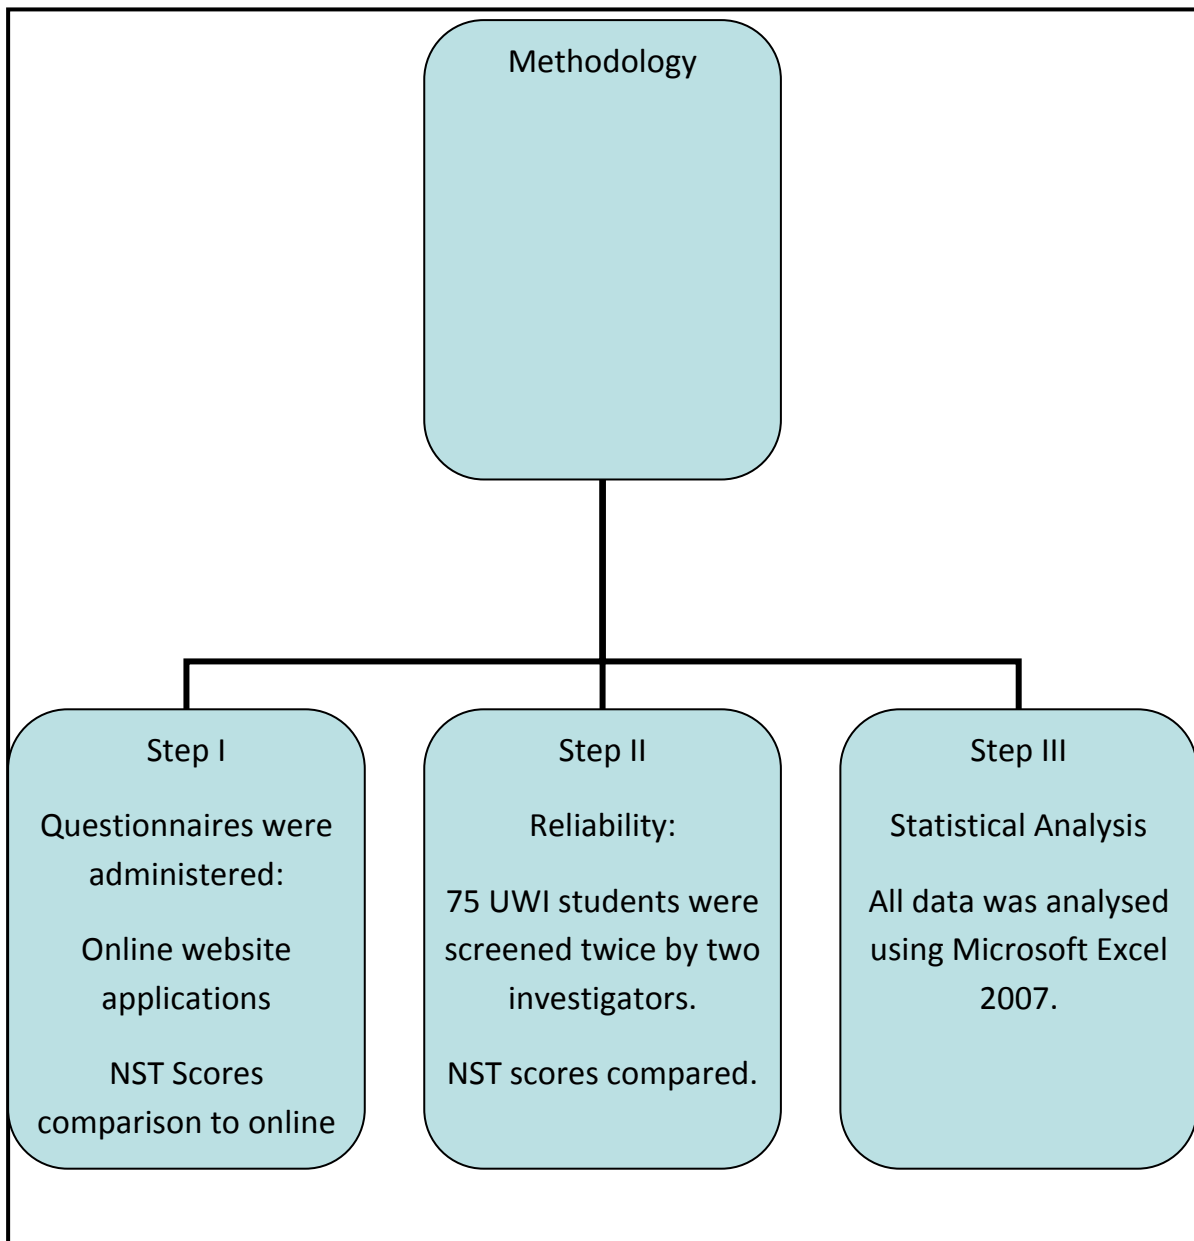 Methodology
Step I
Questionnaires were
administered:
Online website
applications
NST Scores
comparison to online
Step II
Reliability:
75 UWI students were
screened twice by two
investigators.
NST scores compared.
Step III
Statistical Analysis
All data was analysed
using Microsoft Excel
2007.